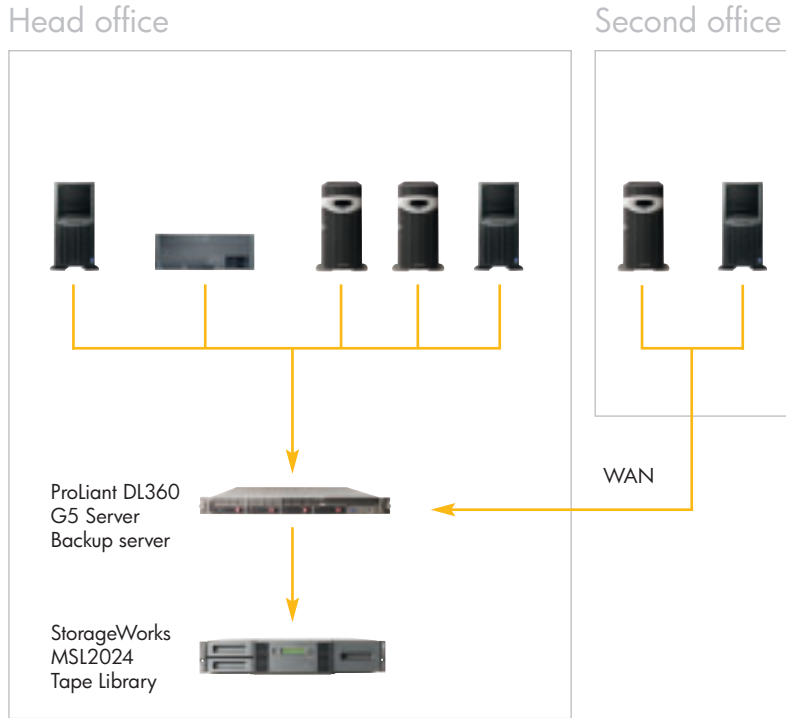 Head office
Second office
WAN
ProLiant DL360
G5 Server
Backup server
StorageWorks
MSL2024
Tape Library